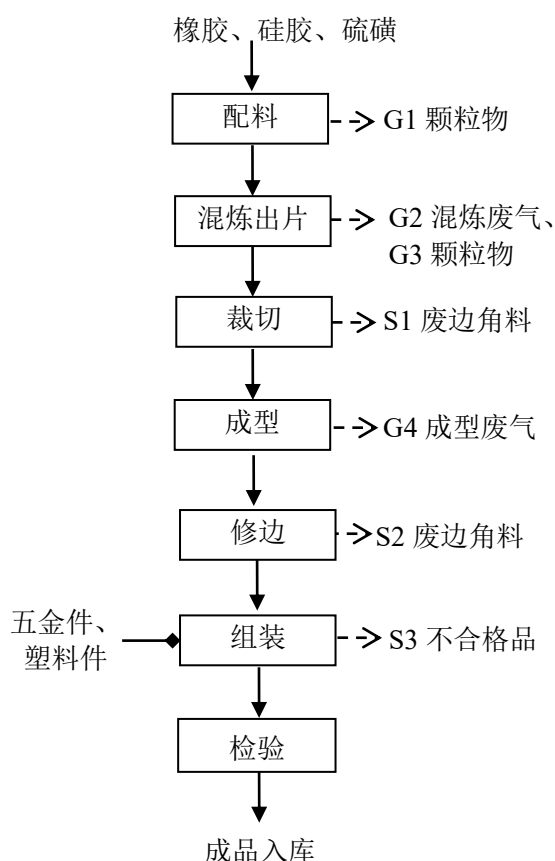 橡胶、硅胶、硫磺
配料
G1 颗粒物
混炼出片
G2 混炼废气、
G3 颗粒物
裁切
S1 废边角料
成型
G4 成型废气
修边
S2 废边角料
五金件、
塑料件
组装
S3 不合格品
检验
成品入库